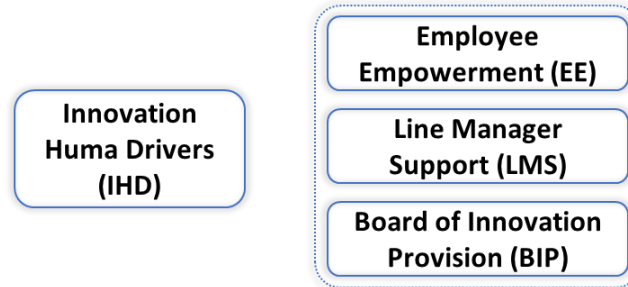 Innovation
Huma Drivers
(IHD)
Employee
Empowerment (EE)
Line Manager
Support (LMS)
Board of Innovation
Provision (BIP)